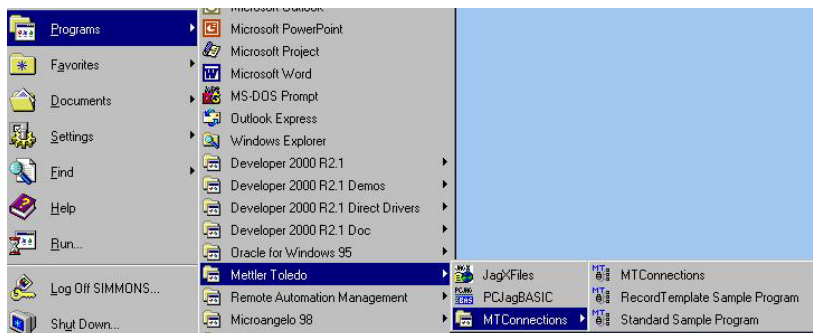 Microsoft Outlook
Programs
Microsoft PowerPoint
Microsoft Project
Favorites
Microsoft Word
MS-DOS Prompt
Documents
Outlook Express
Settings
Windows Explorer
Developer 2000 R2.1
Find
Developer 2000 R2.1 Demos
Developer 2000 R2.1 Direct Drivers
Help
Developer 2000 R2.1 Doc
Run...
Oracle for Windows 95
Mettler Toledo
JagXFiles
MTConnections
Log Off SIMMONS...
Remote Automation Management
PCJagBASIC
RecordTemplate Sample Program
Shut Down...
Microangelo 98
MTConnections
Standard Sample Program